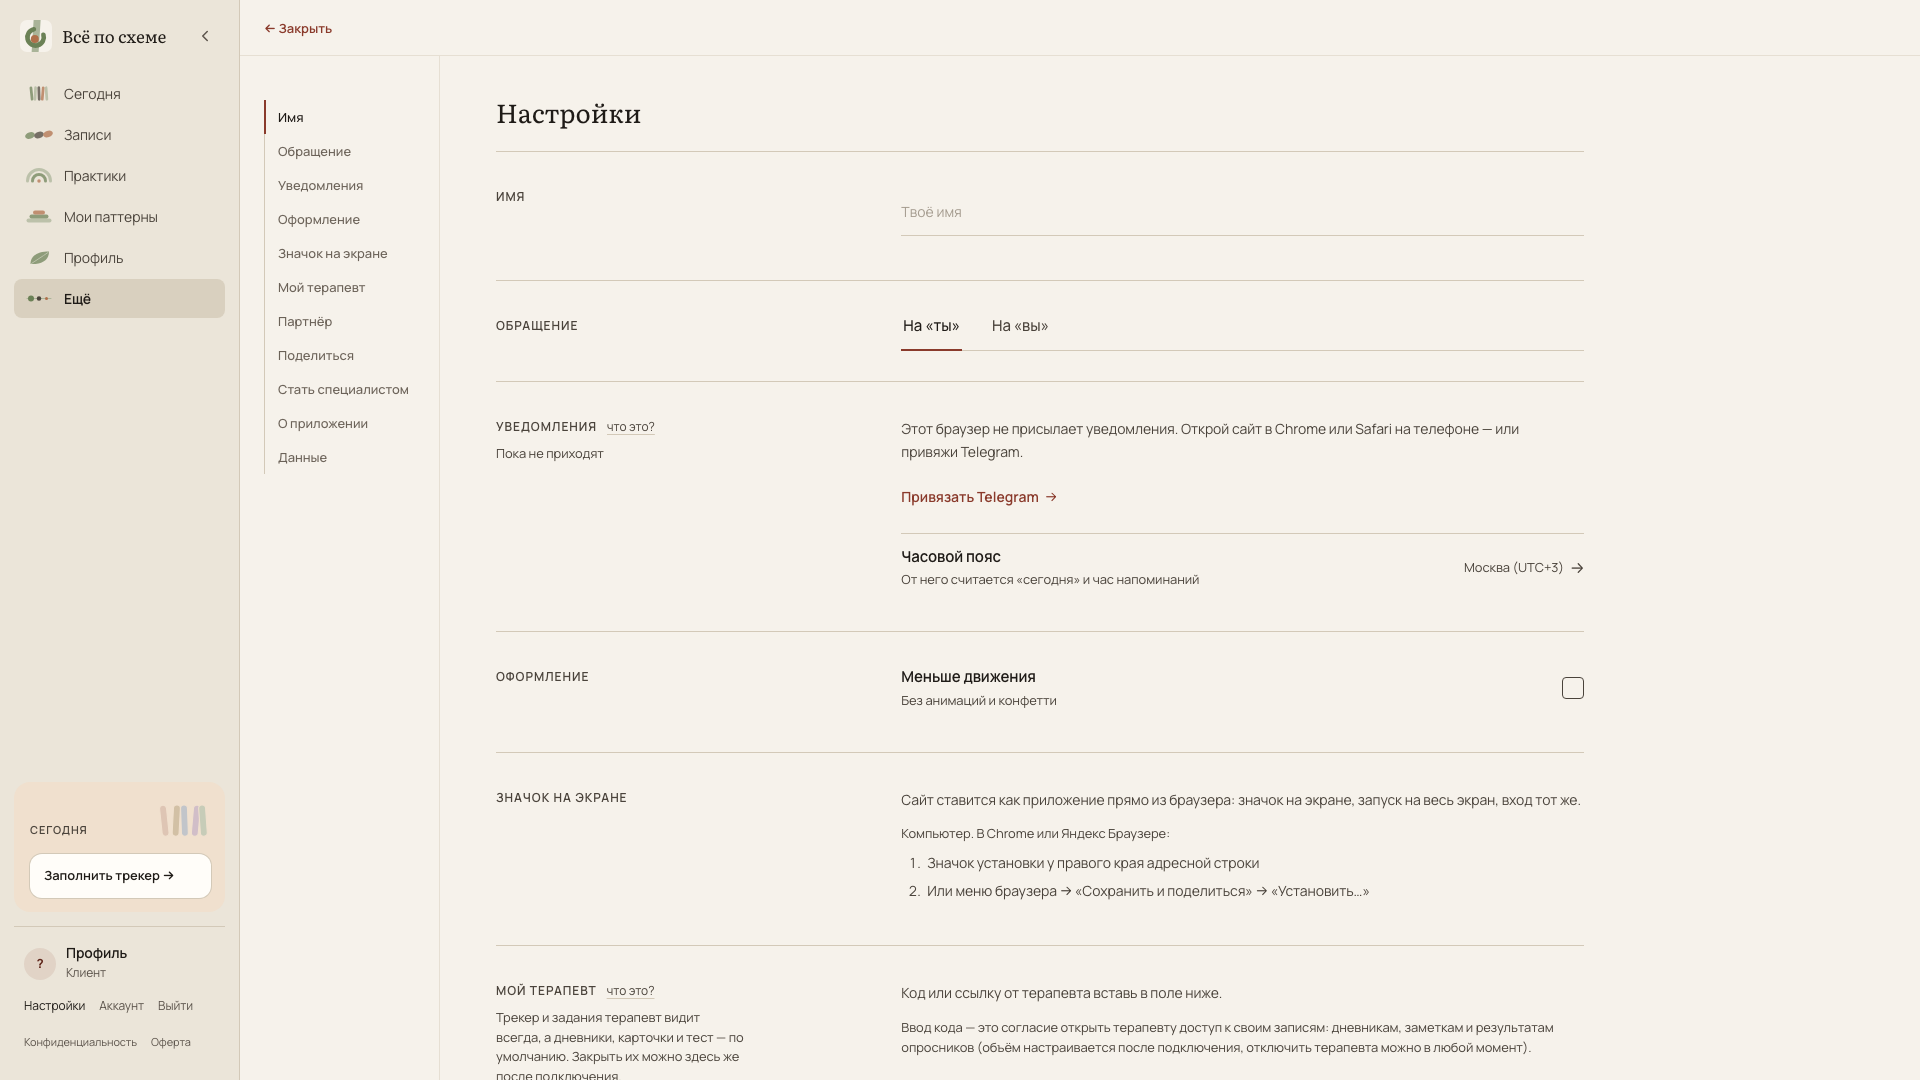 Всё по схеме
Сегодня
Записи
Практики
Мои паттерны
Профиль
Ещё
СЕГОДНЯ
Заполнить трекер →
?
Профиль
Клиент
Настройки Аккаунт Выйти
Конфиденциальность Оферта
← Закрыть
Имя
Обращение
Уведомления
Оформление
Значок на экране
Мой терапевт
Партнёр
Поделиться
Стать специалистом
О приложении
Данные
Настройки
ИМЯ
Твоё имя
ОБРАЩЕНИЕ
На «ты» На «вы»
УВЕДОМЛЕНИЯ что это?
Пока не приходят
Этот браузер не присылает уведомления. Открой сайт в Chrome или Safari на телефоне — или
привяжи Telegram.
Привязать Telegram →
Часовой пояс
От него считается «сегодня» и час напоминаний
Москва (UTC+3) →
ОФОРМЛЕНИЕ
Меньше движения
Без анимаций и конфетти
ЗНАЧОК НА ЭКРАНЕ
Сайт ставится как приложение прямо из браузера: значок на экране, запуск на весь экран, вход тот же.
Компьютер. В Chrome или Яндекс Браузере:
1. Значок установки у правого края адресной строки
2. Или меню браузера → «Сохранить и поделиться» → «Установить…»
МОЙ ТЕРАПЕВТ что это?
Трекер и задания терапевт видит
всегда, а дневники, карточки и тест — по
умолчанию. Закрыть их можно здесь же
после подключения.
Код или ссылку от терапевта вставь в поле ниже.
Ввод кода — это согласие открыть терапевту доступ к своим записям: дневникам, заметкам и результатам
опросников (объём настраивается после подключения, отключить терапевта можно в любой момент).